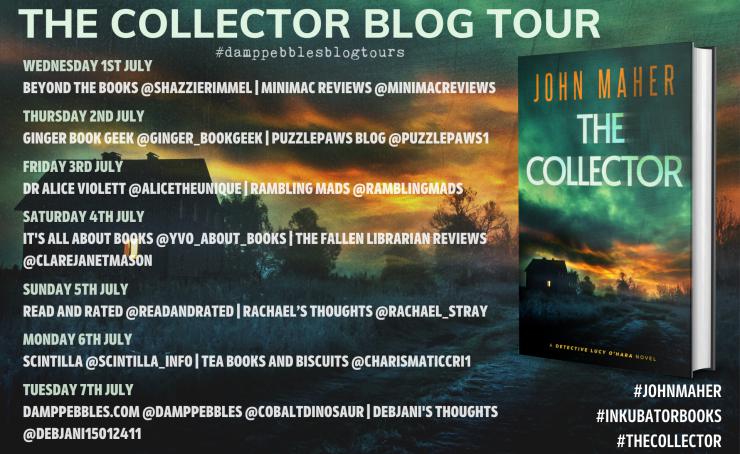 THE COLLECTOR BLOG TOUR
#damppebblesblogtours
WEDNESDAY 1ST JULY
BEYOND THE BOOKS @SHAZZIERIMMEL | MINIMAC REVIEWS @MINIMACREVIEWS
THURSDAY 2ND JULY
GINGER BOOK GEEK @GINGER_BOOKGEEK | PUZZLEPAWS BLOG @PUZZLEPAWS1
FRIDAY 3RD JULY
DR ALICE VIOLETT @ALICETHEUNIQUE | RAMBLING MADS @RAMBLINGMADS
SATURDAY 4TH JULY
IT'S ALL ABOUT BOOKS @YVO_ABOUT_BOOKS | THE FALLEN LIBRARIAN REVIEWS
@CLAREJANETMASON
SUNDAY 5TH JULY
READ AND RATED @READANDRATED | RACHAEL'S THOUGHTS @RACHAEL_STRAY
MONDAY 6TH JULY
SCINTILLA @SCINTILLA_INFO | TEA BOOKS AND BISCUITS @CHARISMATICCRI1
TUESDAY 7TH JULY
DAMPPEBBLES.COM @DAMPPEBBLES @COBALTDINOSAUR | DEBJANI'S THOUGHTS
@DEBJANI15012411
JOHN MAHER
THE
COLLECTOR
A DETECTIVE LUCY O'HARA NOVEL
#JOHNMAHER
#INKUBATORBOOKS
#THECOLLECTOR